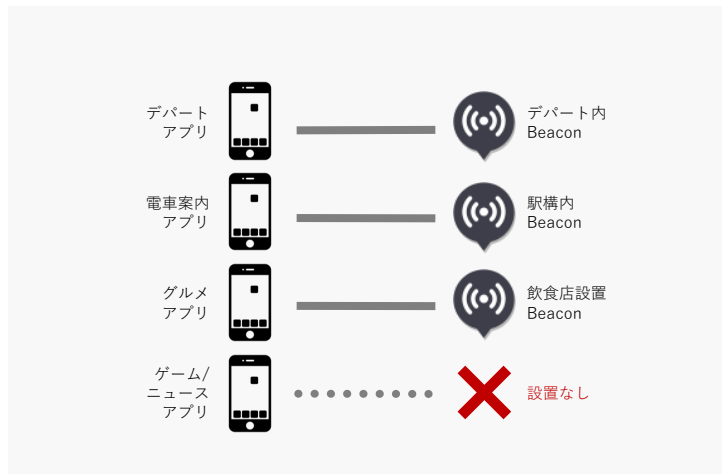 デパート
アプリ
デパート内
Beacon
電車案内
アプリ
駅構内
Beacon
グルメ
アプリ
飲食店設置
Beacon
ゲーム/
ニュース
アプリ
設置なし